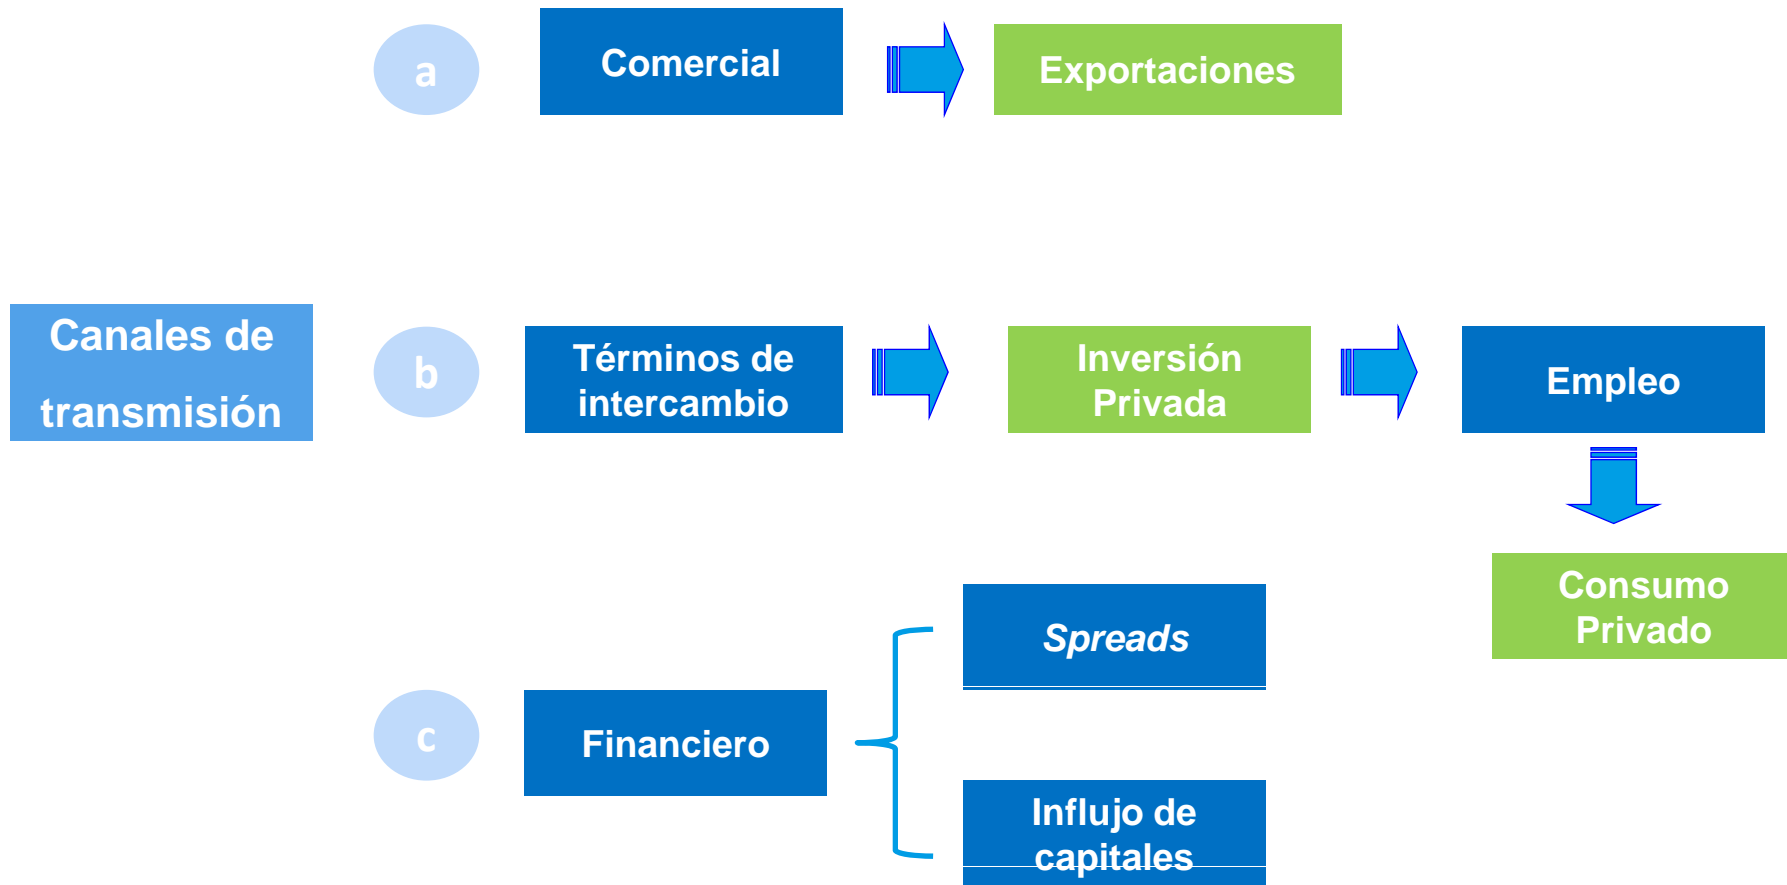 a
Comercial
Exportaciones
Canales de
transmisión
b
Términos de
intercambio
Inversión
Privada
Empleo
Consumo
Privado
c
Financiero
Spreads
Influjo de
capitales